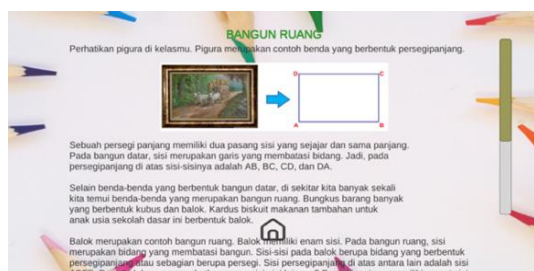 BANGUN RUANG
Perhatikan pigura di kelasmu. Pigura merupakan contoh benda yang berbentuk persegipanjang.
D C
A B
Sebuah persegi panjang memiliki dua pasang sisi yang sejajar dan sama panjang.
Pada bangun datar, sisi merupakan garis yang membatasi bidang. Jadi, pada
persegipanjang di atas sisi-sisinya adalah AB, BC, CD, dan DA.
Selain benda-benda yang berbentuk bangun datar, di sekitar kita banyak sekali
kita temui benda-benda yang merupakan bangun ruang. Bungkus barang banyak
yang berbentuk kubus dan balok. Kardus biskuit makanan tambahan untuk
anak usia sekolah dasar ini berbentuk balok.
Balok merupakan contoh bangun ruang. Balok memiliki enam sisi. Pada bangun ruang, sisi
merupakan bidang yang membatasi bangun. Sisi-sisi pada balok berupa bidang yang berbentuk
persegipanjang atau sebagian berupa persegi. Sisi persegipanjang di atas antara lain adalah sisi